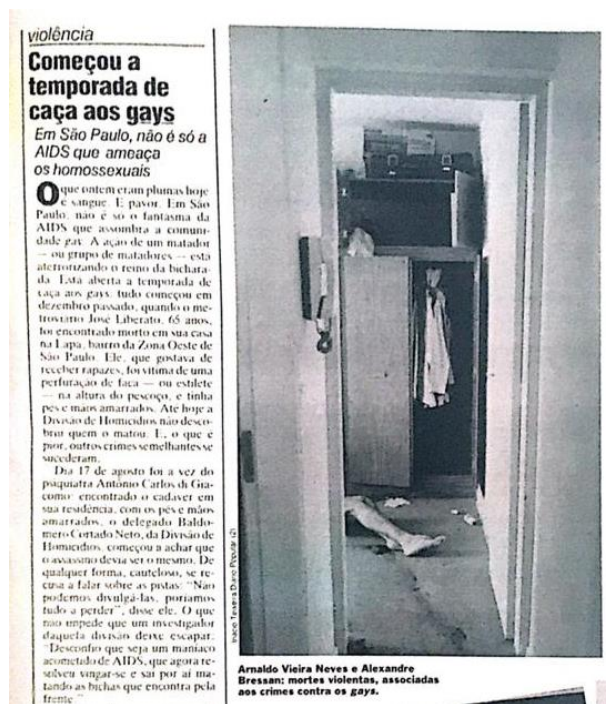 violência
Começou a
temporada de
caça aos gays
Em São Paulo, não é só a
AIDS que ameaça
os homossexuais
O que ontem eram plumas hoje
é sangue. E pavor. Em São
Paulo, não é só o fantasma da
AIDS que assombra a comuni-
dade gay. A ação de um matador
— ou grupo de matadores — está
aterrorizando o reino da bichara-
da. Está aberta a temporada de
caça aos gays: tudo começou em
dezembro passado, quando o me-
troviário José Liberato, 65 anos,
foi encontrado morto em sua casa
na Lapa, bairro da Zona Oeste de
São Paulo. Ele, que gostava de
receber rapazes, foi vítima de uma
perfuração de faca — ou estilete
— na altura do pescoço, e tinha
pés e mãos amarrados. Até hoje a
Divisão de Homicídios não desco-
briu quem o matou. E, o que é
pior, outros crimes semelhantes se
sucederam.
Dia 17 de agosto foi a vez do
psiquiatra Antônio Carlos di Gia-
como: encontrado o cadáver em
sua residência, com os pés e mãos
amarrados, o delegado Baldo-
mero Cortado Neto, da Divisão de
Homicídios, começou a achar que
o assassino devia ser o mesmo. De
qualquer forma, cauteloso, se re-
cusa a falar sobre as pistas: "Não
podemos divulgá-las, poríamos
tudo a perder", disse ele. O que
não impede que um investigador
daquela divisão deixe escapar:
"Desconfio que seja um maníaco
acometido de AIDS, que agora re-
solveu vingar-se e sai por aí ma-
tando as bichas que encontra pela
frente."
Inácio Teixeira/Diário Popular (2)
Arnaldo Vieira Neves e Alexandre
Bressan: mortes violentas, associadas
aos crimes contra os gays.